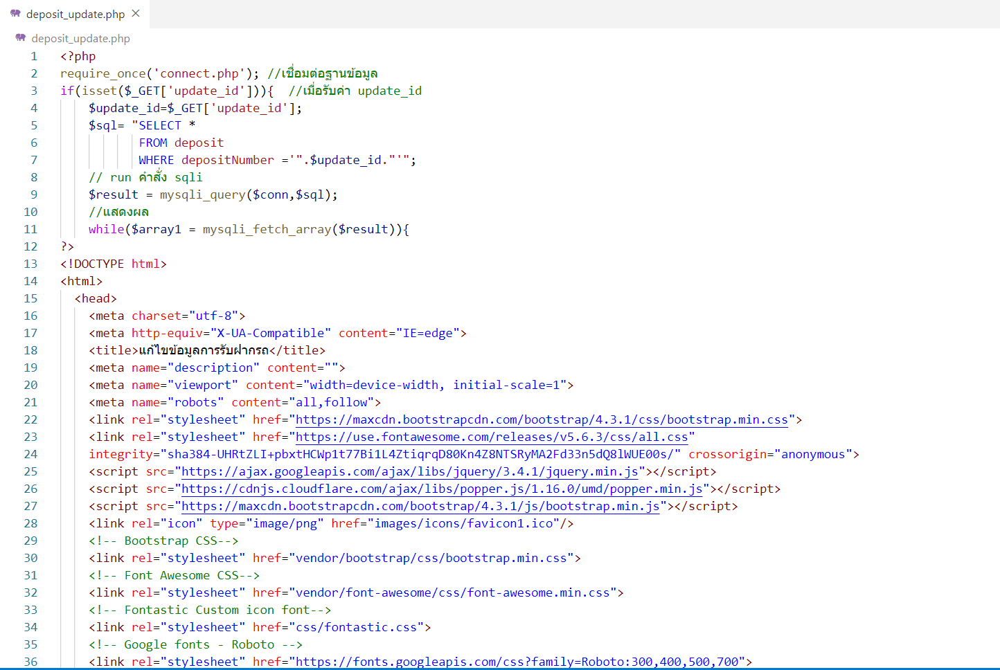 deposit_update.php ×
deposit_update.php
1 <?php
2 require_once('connect.php'); //เชื่อมต่อฐานข้อมูล
3 if(isset($_GET['update_id'])){  //เมื่อรับค่า update_id
4 $update_id=$_GET['update_id'];
5 $sql= "SELECT *
6 FROM deposit
7 WHERE depositNumber ='".$update_id."'";
8 // run คำสั่ง sqli
9 $result = mysqli_query($conn,$sql);
10 //แสดงผล
11 while($array1 = mysqli_fetch_array($result)){
12 ?>
13 <!DOCTYPE html>
14 <html>
15 <head>
16 <meta charset="utf-8">
17 <meta http-equiv="X-UA-Compatible" content="IE=edge">
18 <title>แก้ไขข้อมูลการรับฝากรถ</title>
19 <meta name="description" content="">
20 <meta name="viewport" content="width=device-width, initial-scale=1">
21 <meta name="robots" content="all,follow">
22 <link rel="stylesheet" href="https://maxcdn.bootstrapcdn.com/bootstrap/4.3.1/css/bootstrap.min.css">
23 <link rel="stylesheet" href="https://use.fontawesome.com/releases/v5.6.3/css/all.css"
24 integrity="sha384-UHRtZLI+pbxtHCWp1t77Bi1L4ZtiqrqD80Kn4Z8NTSRyMA2Fd33n5dQ8lWUE00s/" crossorigin="anonymous">
25 <script src="https://ajax.googleapis.com/ajax/libs/jquery/3.4.1/jquery.min.js"></script>
26 <script src="https://cdnjs.cloudflare.com/ajax/libs/popper.js/1.16.0/umd/popper.min.js"></script>
27 <script src="https://maxcdn.bootstrapcdn.com/bootstrap/4.3.1/js/bootstrap.min.js"></script>
28 <link rel="icon" type="image/png" href="images/icons/favicon1.ico"/>
29 <!-- Bootstrap CSS-->
30 <link rel="stylesheet" href="vendor/bootstrap/css/bootstrap.min.css">
31 <!-- Font Awesome CSS-->
32 <link rel="stylesheet" href="vendor/font-awesome/css/font-awesome.min.css">
33 <!-- Fontastic Custom icon font-->
34 <link rel="stylesheet" href="css/fontastic.css">
35 <!-- Google fonts - Roboto -->
36 <link rel="stylesheet" href="https://fonts.googleapis.com/css?family=Roboto:300,400,500,700">